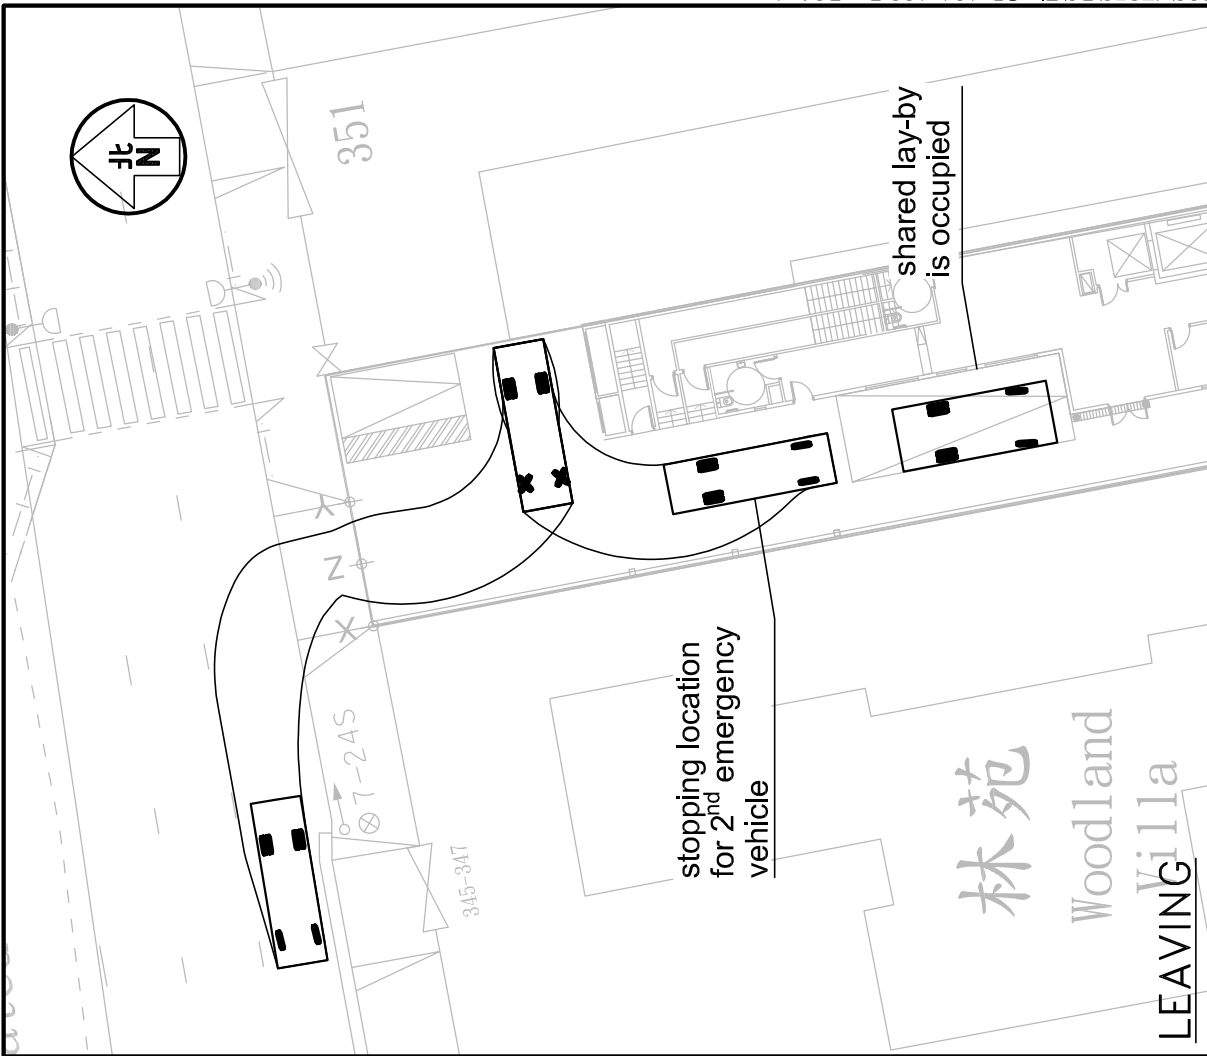 北
N
351
shared lay-by
is occupied
Y
Z
X
7-24S
345-347
stopping location
for 2nd emergency
vehicle
林苑
Woodland
Villa
LEAVING